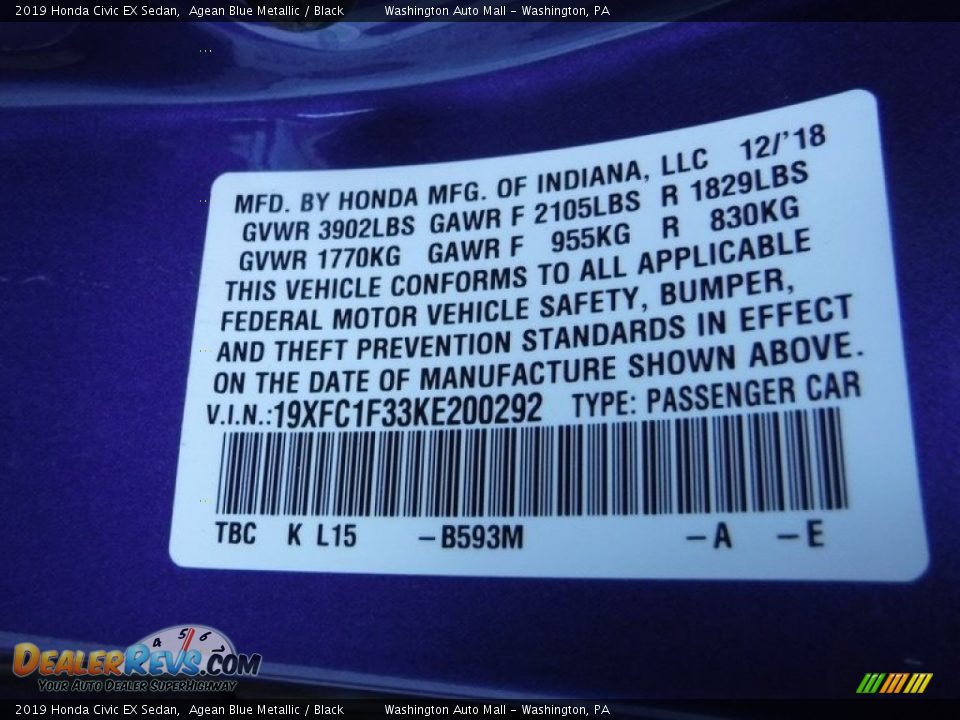 2019 Honda Civic EX Sedan, Agean Blue Metallic / Black Washington Auto Mall - Washington, PA
MFD. BY HONDA MFG. OF INDIANA, LLC 12/'18
GVWR 3902LBS GAWR F 2105LBS R 1829LBS
GVWR 1770KG GAWR F 955KG R 830KG
THIS VEHICLE CONFORMS TO ALL APPLICABLE
FEDERAL MOTOR VEHICLE SAFETY, BUMPER,
AND THEFT PREVENTION STANDARDS IN EFFECT
ON THE DATE OF MANUFACTURE SHOWN ABOVE.
V.I.N.:19XFC1F33KE200292 TYPE: PASSENGER CAR
TBC K L15 -B593M -A -E
4 5 6
DEALERREVS.COM
YOUR AUTO DEALER SUPERHIGHWAY
2019 Honda Civic EX Sedan, Agean Blue Metallic / Black Washington Auto Mall - Washington, PA